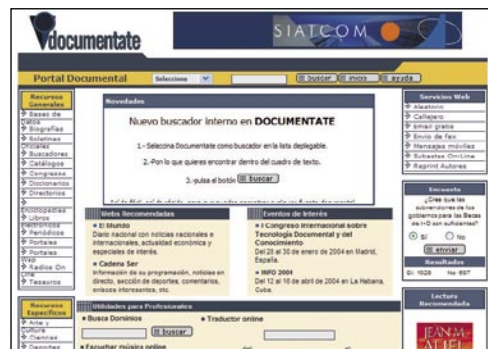 documentate
SIATCOM
Portal Documental
Selecciona
buscar
inicio
ayuda
Recursos
Generales
Bases de
Datos
Biografías
Boletines
Oficiales
Buscadores
Catálogos
Congresos
Diccionarios
Directorios
Enciclopedias
Libros
Electrónicos
Periódicos
Portales
Portales
Wap
Radios On
Line
Tesauros
Recursos
Específicos
Arte y
Cultura
Ciencias
Deportes
Novedades
Nuevo buscador interno en DOCUMENTATE
1.- Selecciona Documentate como buscador en la lista deplegable.
2.-Pon lo que quieres encontrar dentro del cuadro de texto.
3.-pulsa el botón buscar
Webs Recomendadas
El Mundo
Diario nacional con noticias nacionales e
internacionales, actualidad económica y
especiales de interés.
Cadena Ser
Información de su programación, noticias en
directo, sección de deportes, comentarios,
enlaces interesantes, etc.
Eventos de Interés
I Congreso Internacional sobre
Tecnología Documental y del
Conocimiento
Del 28 al 30 de enero de 2004 en Madrid,
España.
INFO 2004
Del 12 al 16 de abril de 2004 en La Habana,
Cuba.
Utilidades para Profesionales
Busca Dominios
buscar
Traductor online
Escuchar música online
Servicios Web
Aleatorio
Callejero
Email gratis
Envio de Fax
Mensajes móviles
Subastas On-Line
Reprint Autores
Encuesta
¿Crees que las
subvenciones de los
gobiernos para las Becas
de I+D son suficientes?
Sí
No
enviar
Resultados
Sí: 1028 No: 697
Lectura
Recomendada
JEAN M.
AUEL